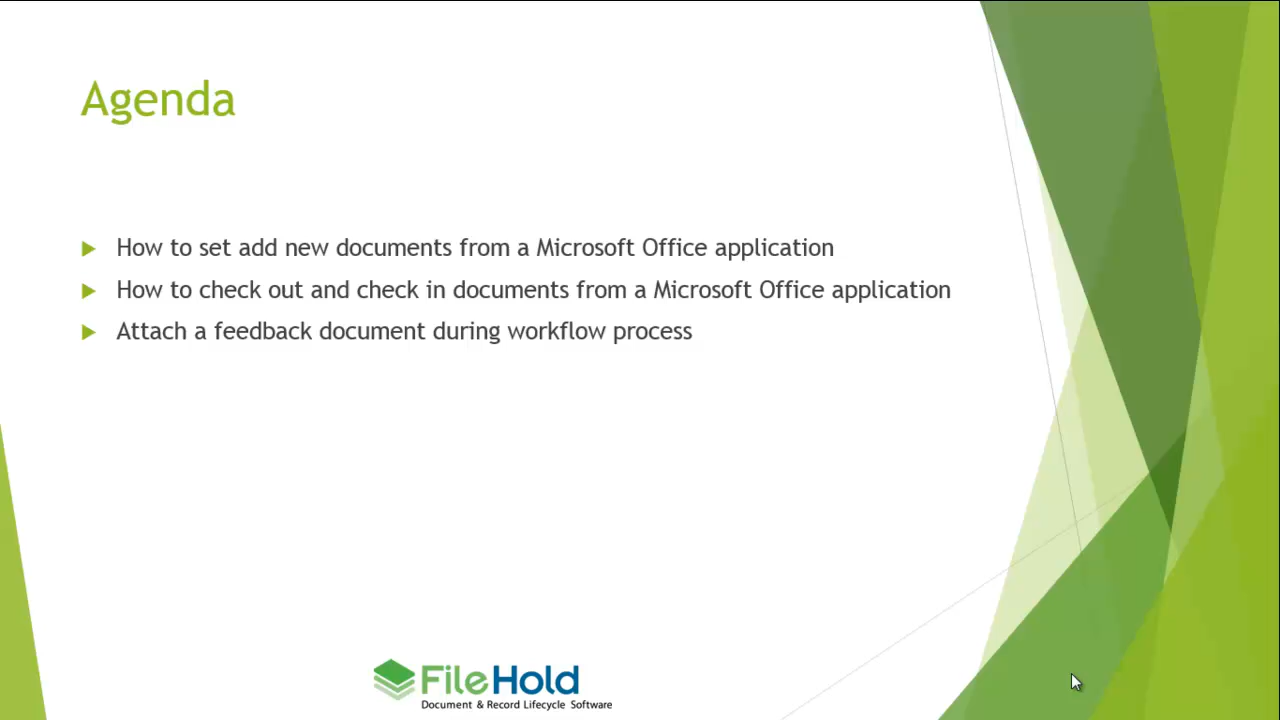 Agenda
How to set add new documents from a Microsoft Office application
How to check out and check in documents from a Microsoft Office application
Attach a feedback document during workflow process
FileHold
Document & Record Lifecycle Software